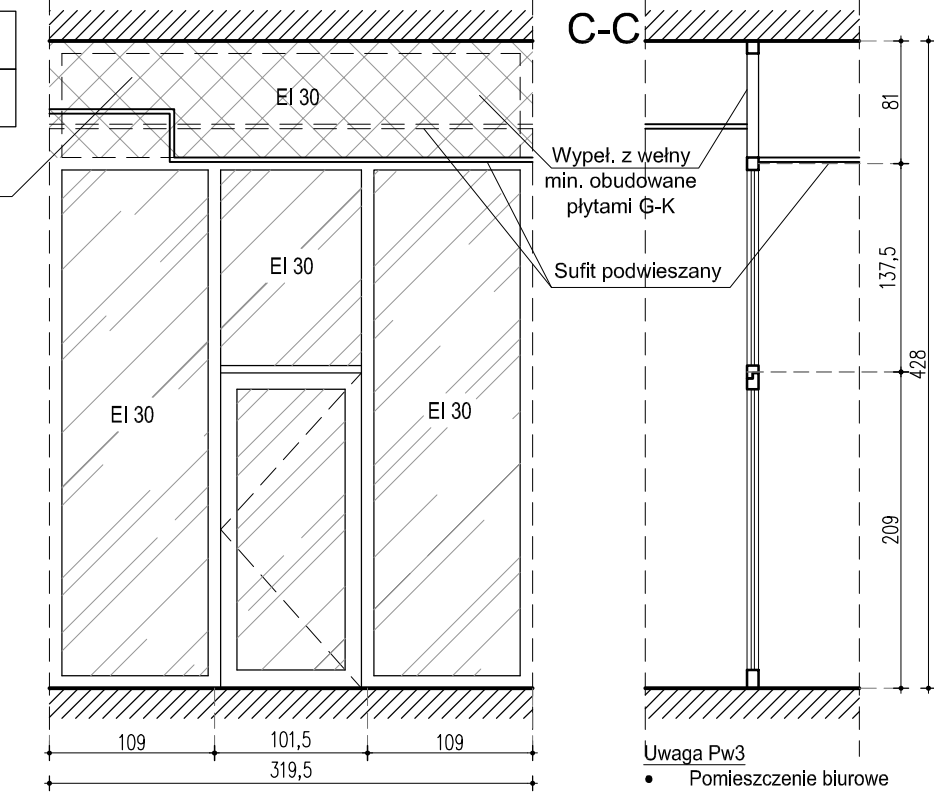 C-C
EI 30
Wypeł. z wełny
min. obudowane
płytami G-K
EI 30
Sufit podwieszany
EI 30
EI 30
81
137,5
428
209
109
101,5
109
319,5
Uwaga Pw3
• Pomieszczenie biurowe